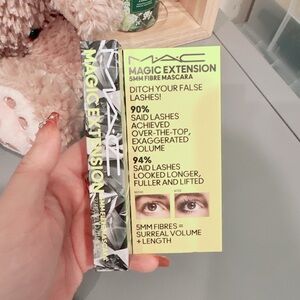 MAGIC EXTENSION
MAC
M·A·C
MAGIC EXTENSION
5MM FIBRE MASCARA
DITCH YOUR FALSE
LASHES!
90%
SAID LASHES
ACHIEVED
OVER-THE-TOP,
EXAGGERATED
VOLUME
94%
SAID LASHES
LOOKED LONGER,
FULLER AND LIFTED
5MM FIBRES =
SURREAL VOLUME
+ LENGTH